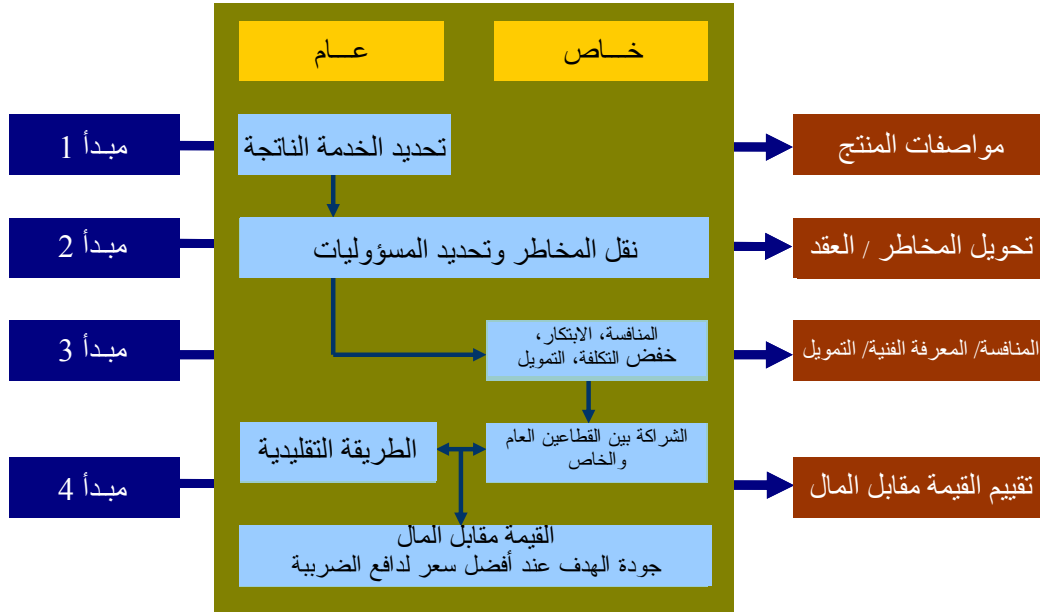 خـــاص
عـــام
مبـدأ 1
تحديد الخدمة الناتجة
مواصفات المنتج
مبـدأ 2
نقل المخاطر وتحديد المسؤوليات
تحويل المخاطر / العقد
مبـدأ 3
المنافسة، الابتكار،
خفض التكلفة، التمويل
المنافسة/ المعرفة الفنية/ التمويل
الشراكة بين القطاعين العام
والخاص
الطريقة التقليدية
مبـدأ 4
تقييم القيمة مقابل المال
القيمة مقابل المال
جودة الهدف عند أفضل سعر لدافع الضريبة